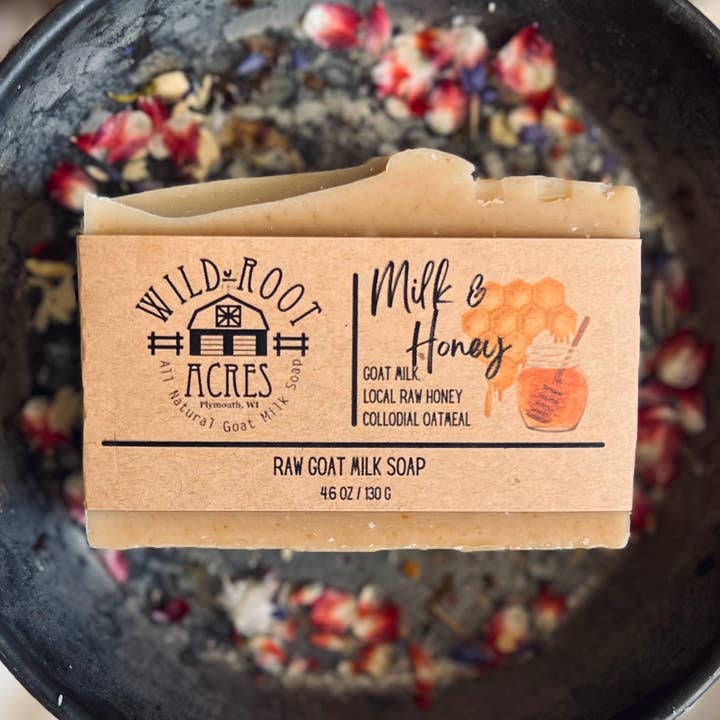 WILD ROOT
ACRES
Plymouth, WI
All Natural Goat Milk Soap
Milk &
Honey
GOAT MILK,
LOCAL RAW HONEY
COLLODIAL OATMEAL
RAW GOAT MILK SOAP
4.6 OZ / 130 G